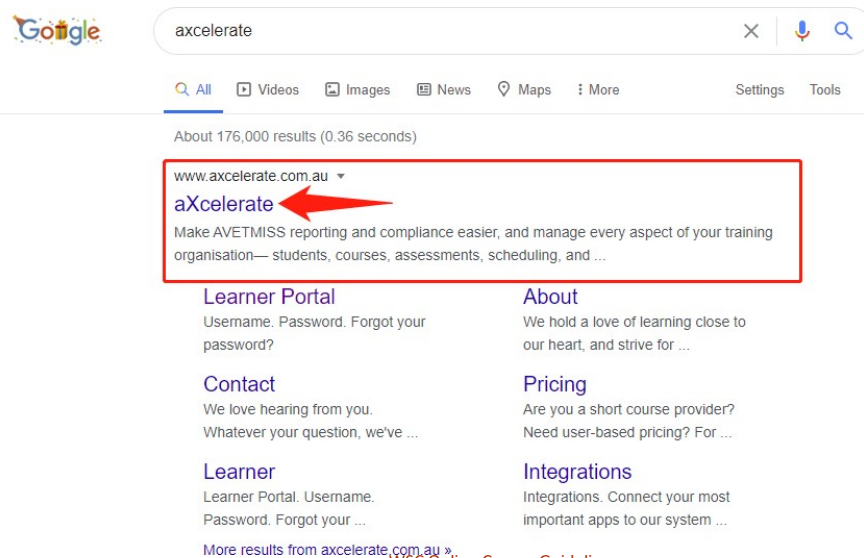 Google
axcelerate
All Videos Images News Maps More Settings Tools
About 176,000 results (0.36 seconds)
www.axcelerate.com.au
aXcelerate
Make AVETMISS reporting and compliance easier, and manage every aspect of your training
organisation— students, courses, assessments, scheduling, and ...
Learner Portal
Username. Password. Forgot your
password?
About
We hold a love of learning close to
our heart, and strive for ...
Contact
We love hearing from you.
Whatever your question, we've ...
Pricing
Are you a short course provider?
Need user-based pricing? For ...
Learner
Learner Portal. Username.
Password. Forgot your ...
Integrations
Integrations. Connect your most
important apps to our system ...
More results from axcelerate.com.au »